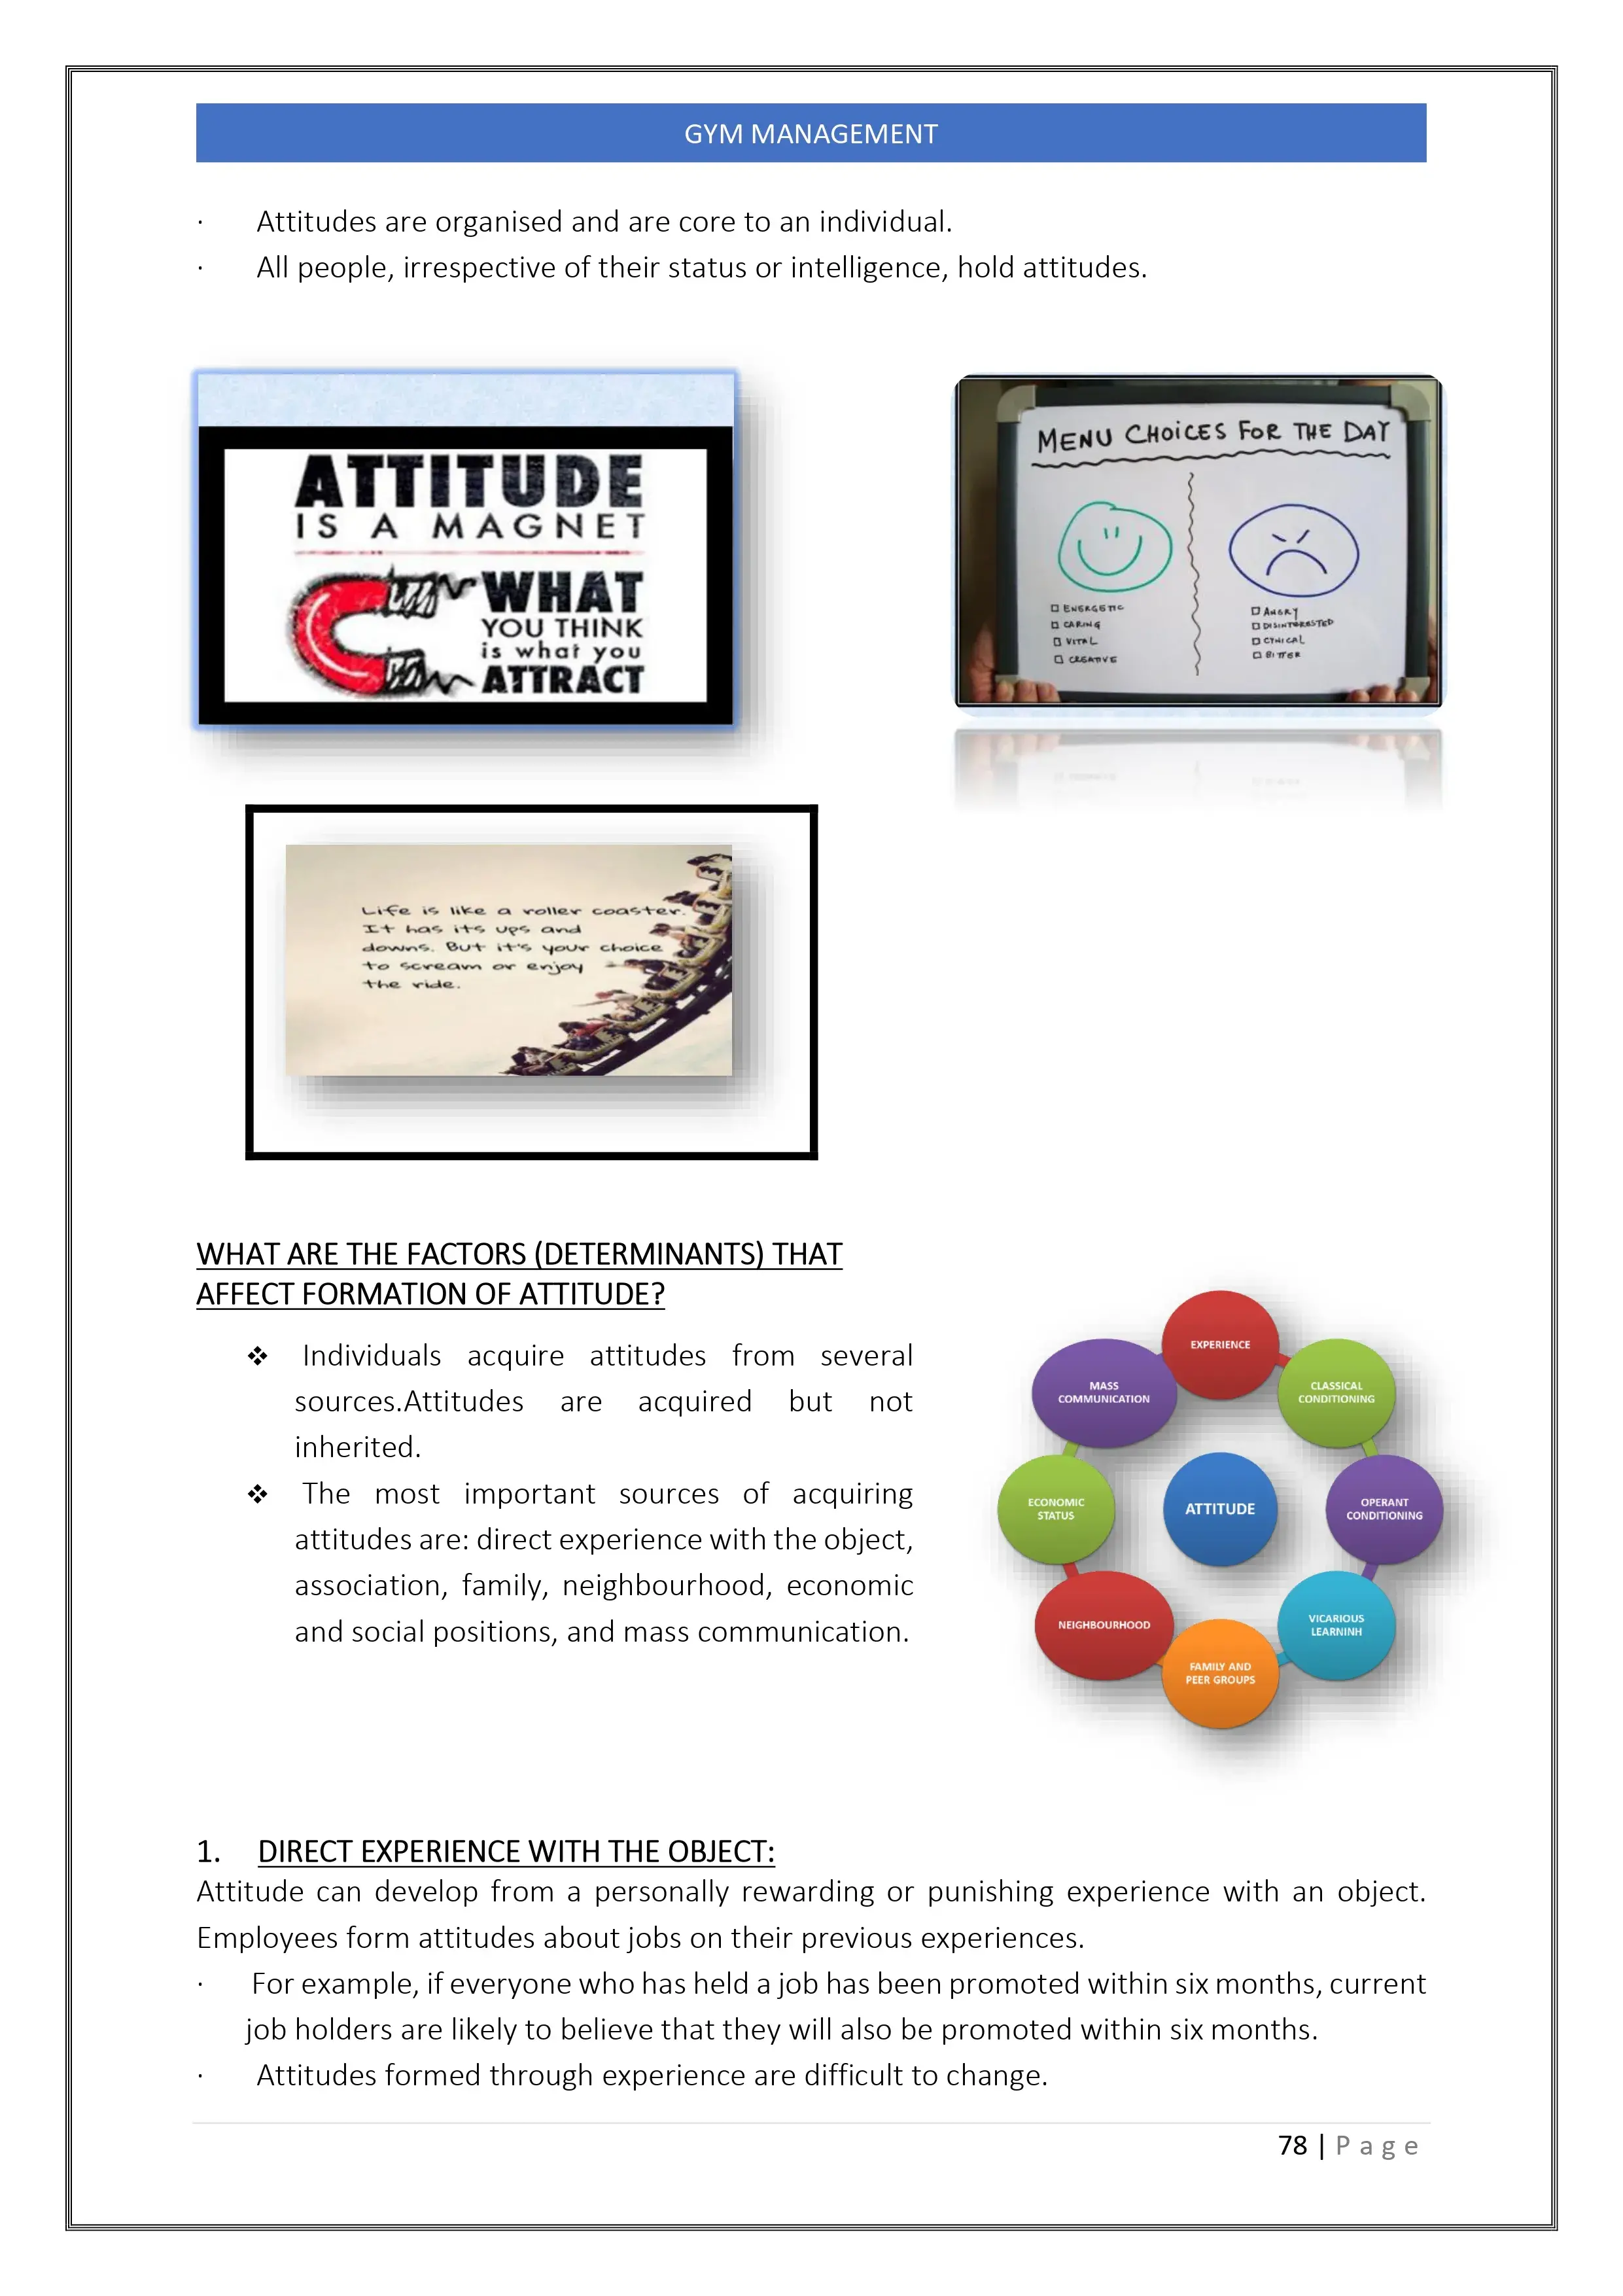 GYM MANAGEMENT
· Attitudes are organised and are core to an individual.
· All people, irrespective of their status or intelligence, hold attitudes.
ATTITUDE
IS A MAGNET
WHAT
YOU THINK
is what you
ATTRACT
MENU CHOICES FOR THE DAY
☐ ENERGETIC
☐ CARING
☐ VITAL
☐ CREATIVE
☐ ANGRY
☐ DISINTERESTED
☐ CYNICAL
☐ BITTER
Life is like a roller coaster.
It has its ups and
downs. But it's your choice
to scream or enjoy
the ride.
WHAT ARE THE FACTORS (DETERMINANTS) THAT
AFFECT FORMATION OF ATTITUDE?
❖ Individuals acquire attitudes from several
sources.Attitudes are acquired but not
inherited.
❖ The most important sources of acquiring
attitudes are: direct experience with the object,
association, family, neighbourhood, economic
and social positions, and mass communication.
EXPERIENCE
CLASSICAL
CONDITIONING
OPERANT
CONDITIONING
VICARIOUS
LEARNINH
FAMILY AND
PEER GROUPS
NEIGHBOURHOOD
ECONOMIC
STATUS
MASS
COMMUNICATION
ATTITUDE
1. DIRECT EXPERIENCE WITH THE OBJECT:
Attitude can develop from a personally rewarding or punishing experience with an object.
Employees form attitudes about jobs on their previous experiences.
· For example, if everyone who has held a job has been promoted within six months, current
job holders are likely to believe that they will also be promoted within six months.
· Attitudes formed through experience are difficult to change.
78 | Page